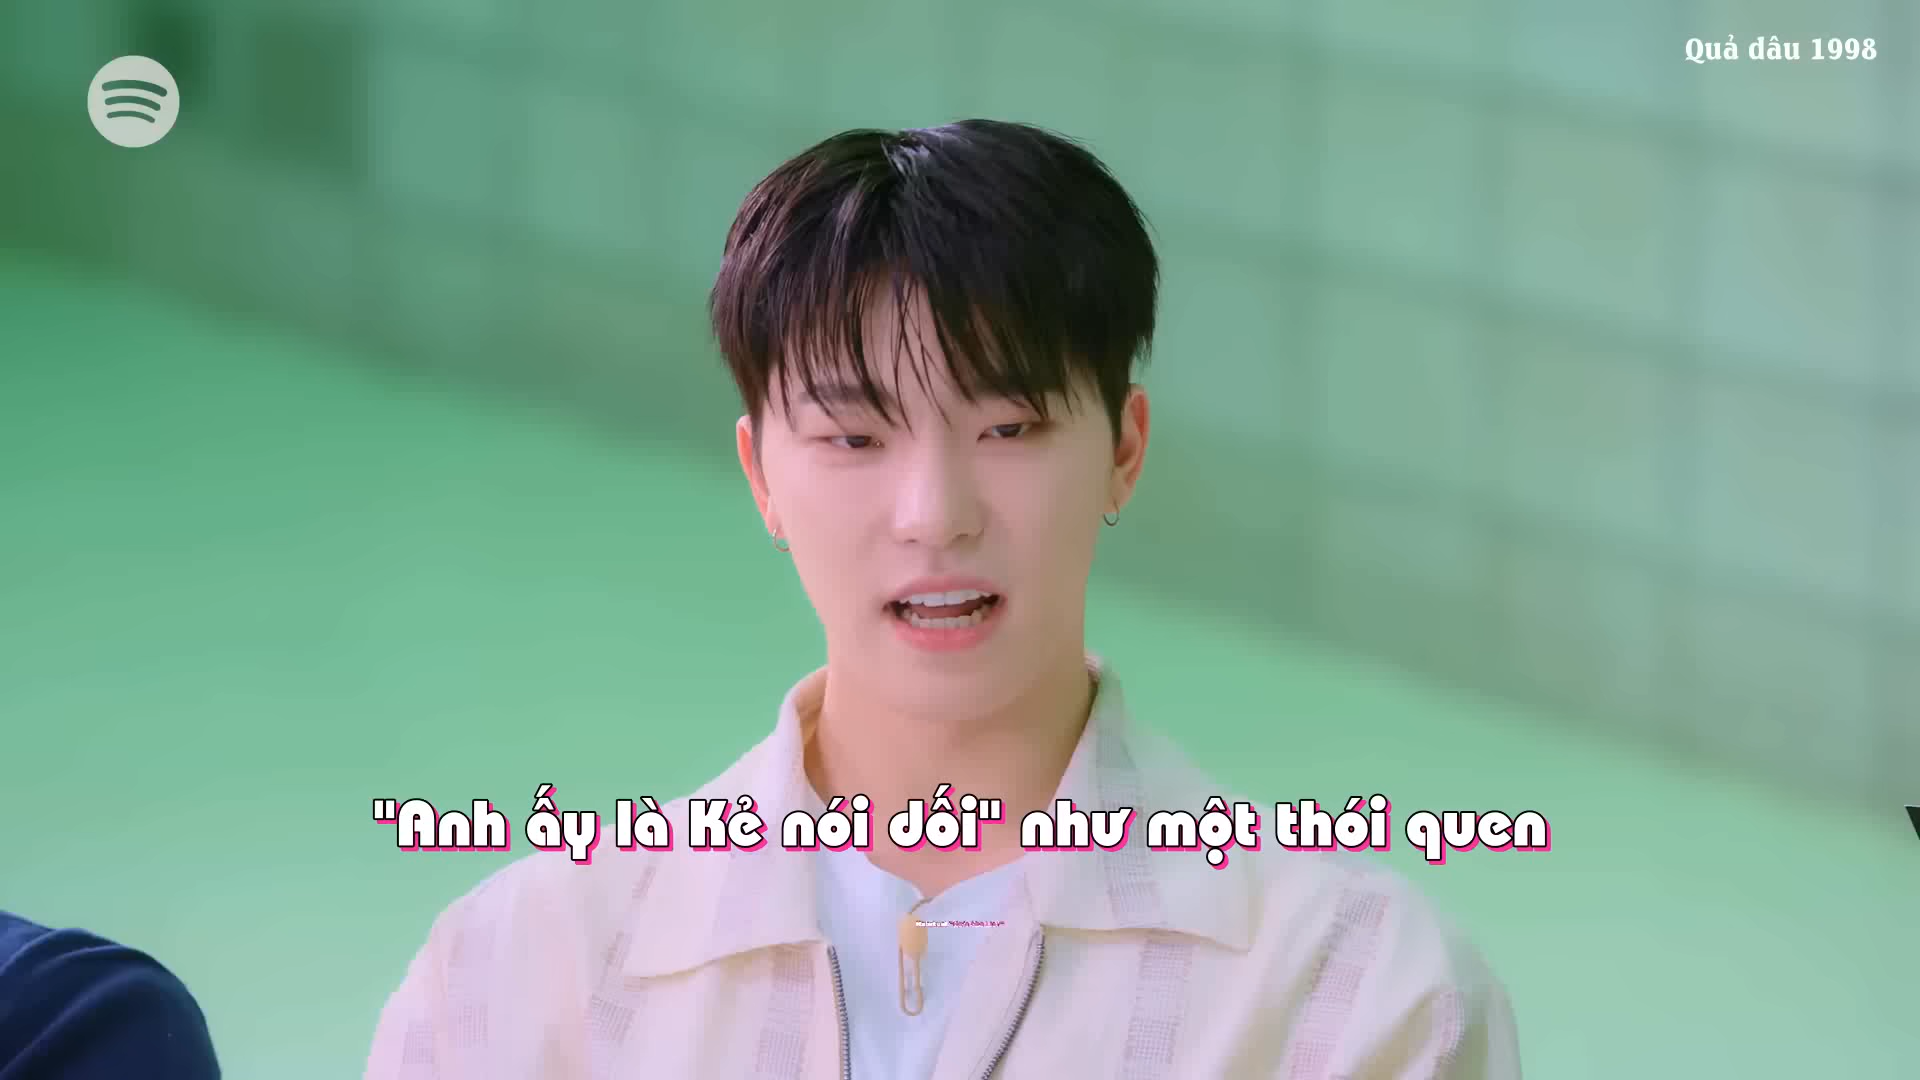 Quả dâu 1998
"Anh ấy là Kẻ nói dối" như một thói quen